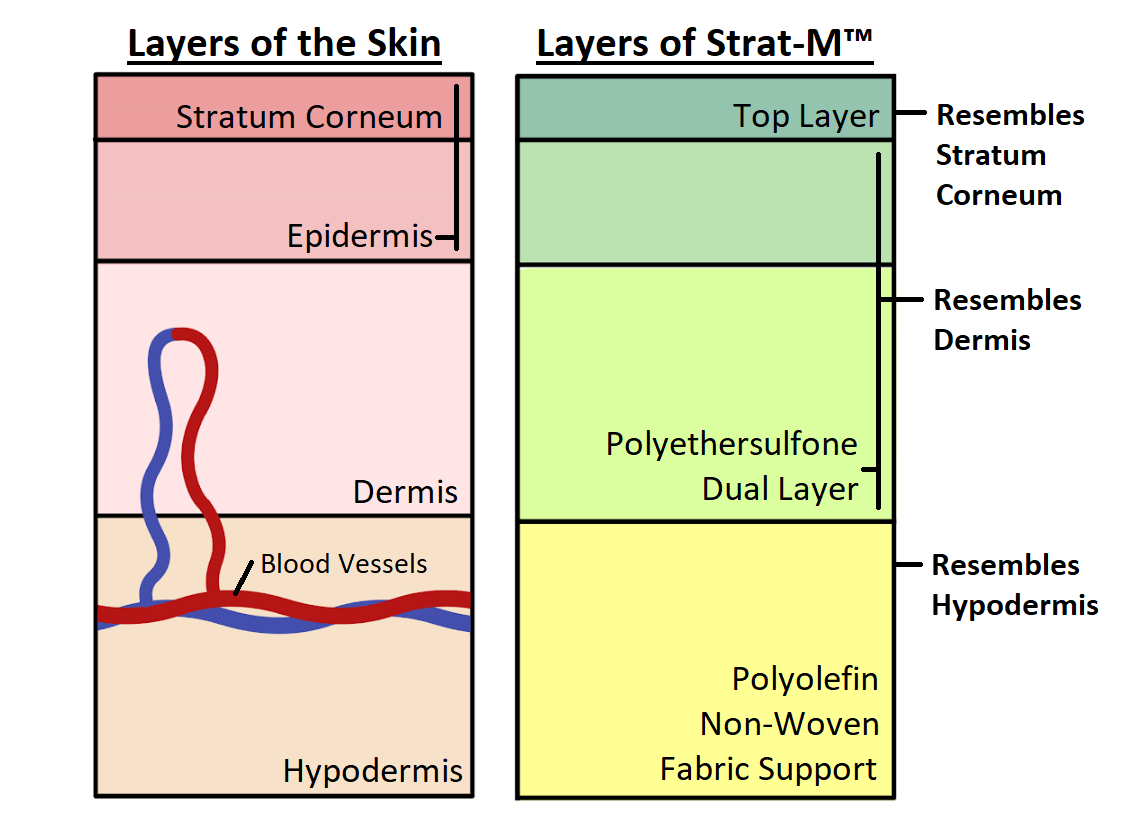 Layers of the Skin
Stratum Corneum
Epidermis
Dermis
Blood Vessels
Hypodermis
Layers of Strat-M™
Top Layer
Resembles
Stratum
Corneum
Resembles
Dermis
Polyethersulfone
Dual Layer
Resembles
Hypodermis
Polyolefin
Non-Woven
Fabric Support